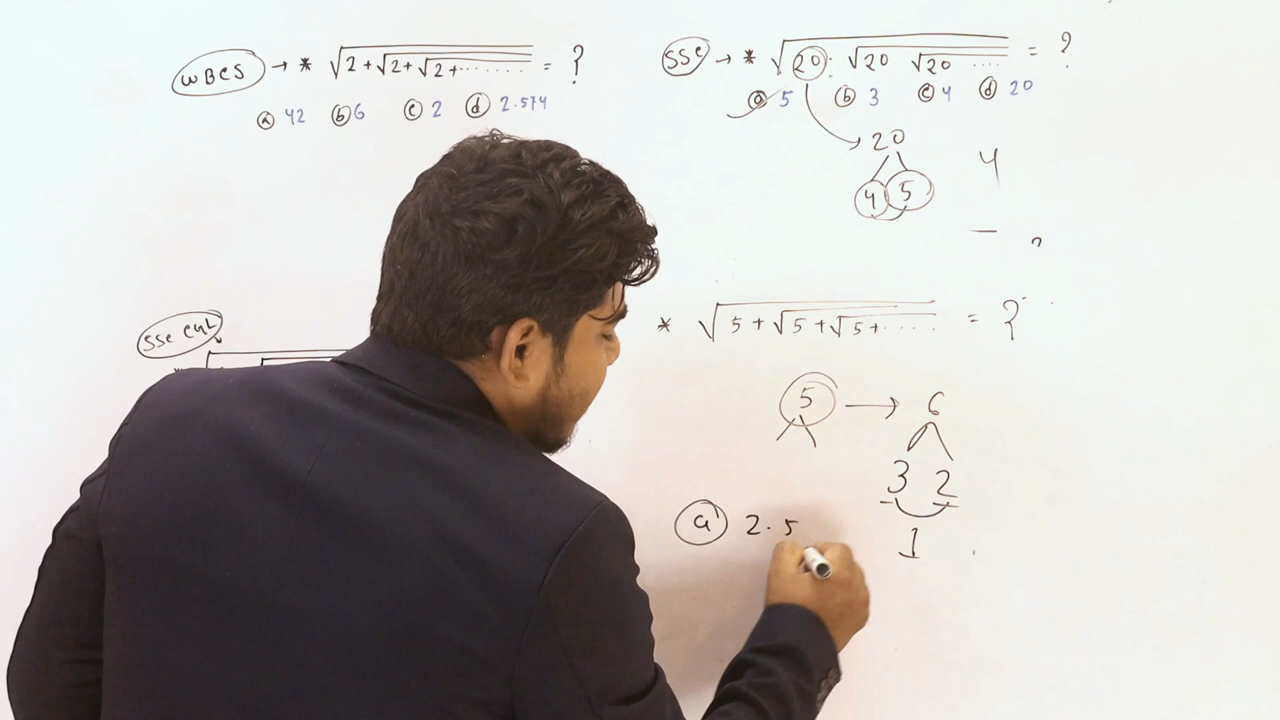 WBCS → * √2+√2+√2+....... = ?
ⓐ 42 ⓑ 6 ⓒ 2 ⓓ 2.574
SSC → * √20. √20 √20 .... = ?
ⓐ 5 ⓑ 3 ⓒ 4 ⓓ 20
20
4 5
4
SSC CGL
* √5+√5+√5+..... = ?
5 → 6
3 2
1
ⓐ 2.5